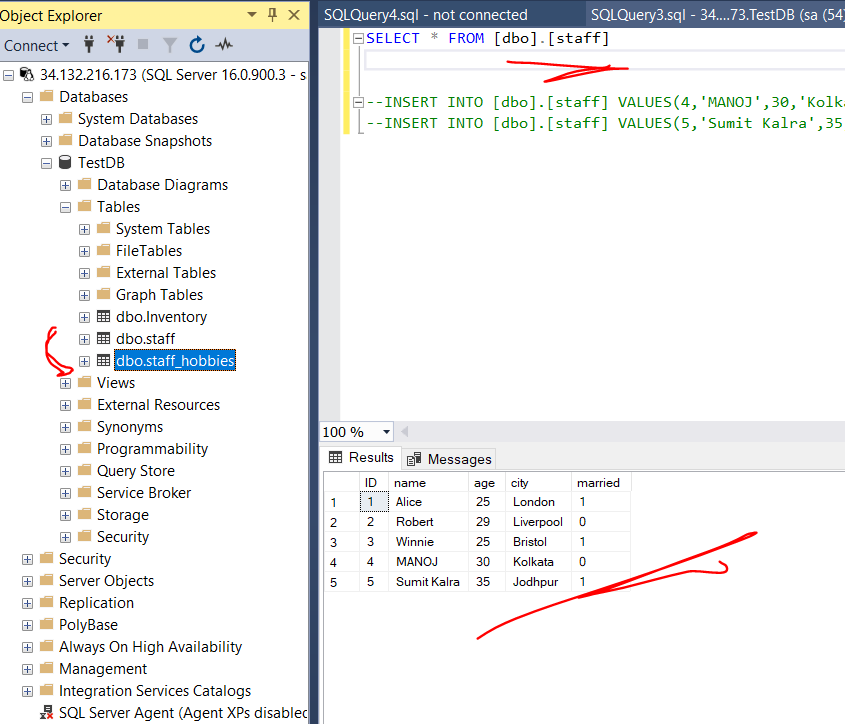 Object Explorer
Connect
34.132.216.173 (SQL Server 16.0.900.3 - s
Databases
System Databases
Database Snapshots
TestDB
Database Diagrams
Tables
System Tables
FileTables
External Tables
Graph Tables
dbo.Inventory
dbo.staff
dbo.staff_hobbies
Views
External Resources
Synonyms
Programmability
Query Store
Service Broker
Storage
Security
Security
Server Objects
Replication
PolyBase
Always On High Availability
Management
Integration Services Catalogs
SQL Server Agent (Agent XPs disabled
SQLQuery4.sql - not connected
SQLQuery3.sql - 34....73.TestDB (sa (54)
SELECT * FROM [dbo].[staff]
--INSERT INTO [dbo].[staff] VALUES(4,'MANOJ',30,'Kolka
--INSERT INTO [dbo].[staff] VALUES(5,'Sumit Kalra',35
100 %
Results Messages
ID name age city married
1 1 Alice 25 London 1
2 2 Robert 29 Liverpool 0
3 3 Winnie 25 Bristol 1
4 4 MANOJ 30 Kolkata 0
5 5 Sumit Kalra 35 Jodhpur 1